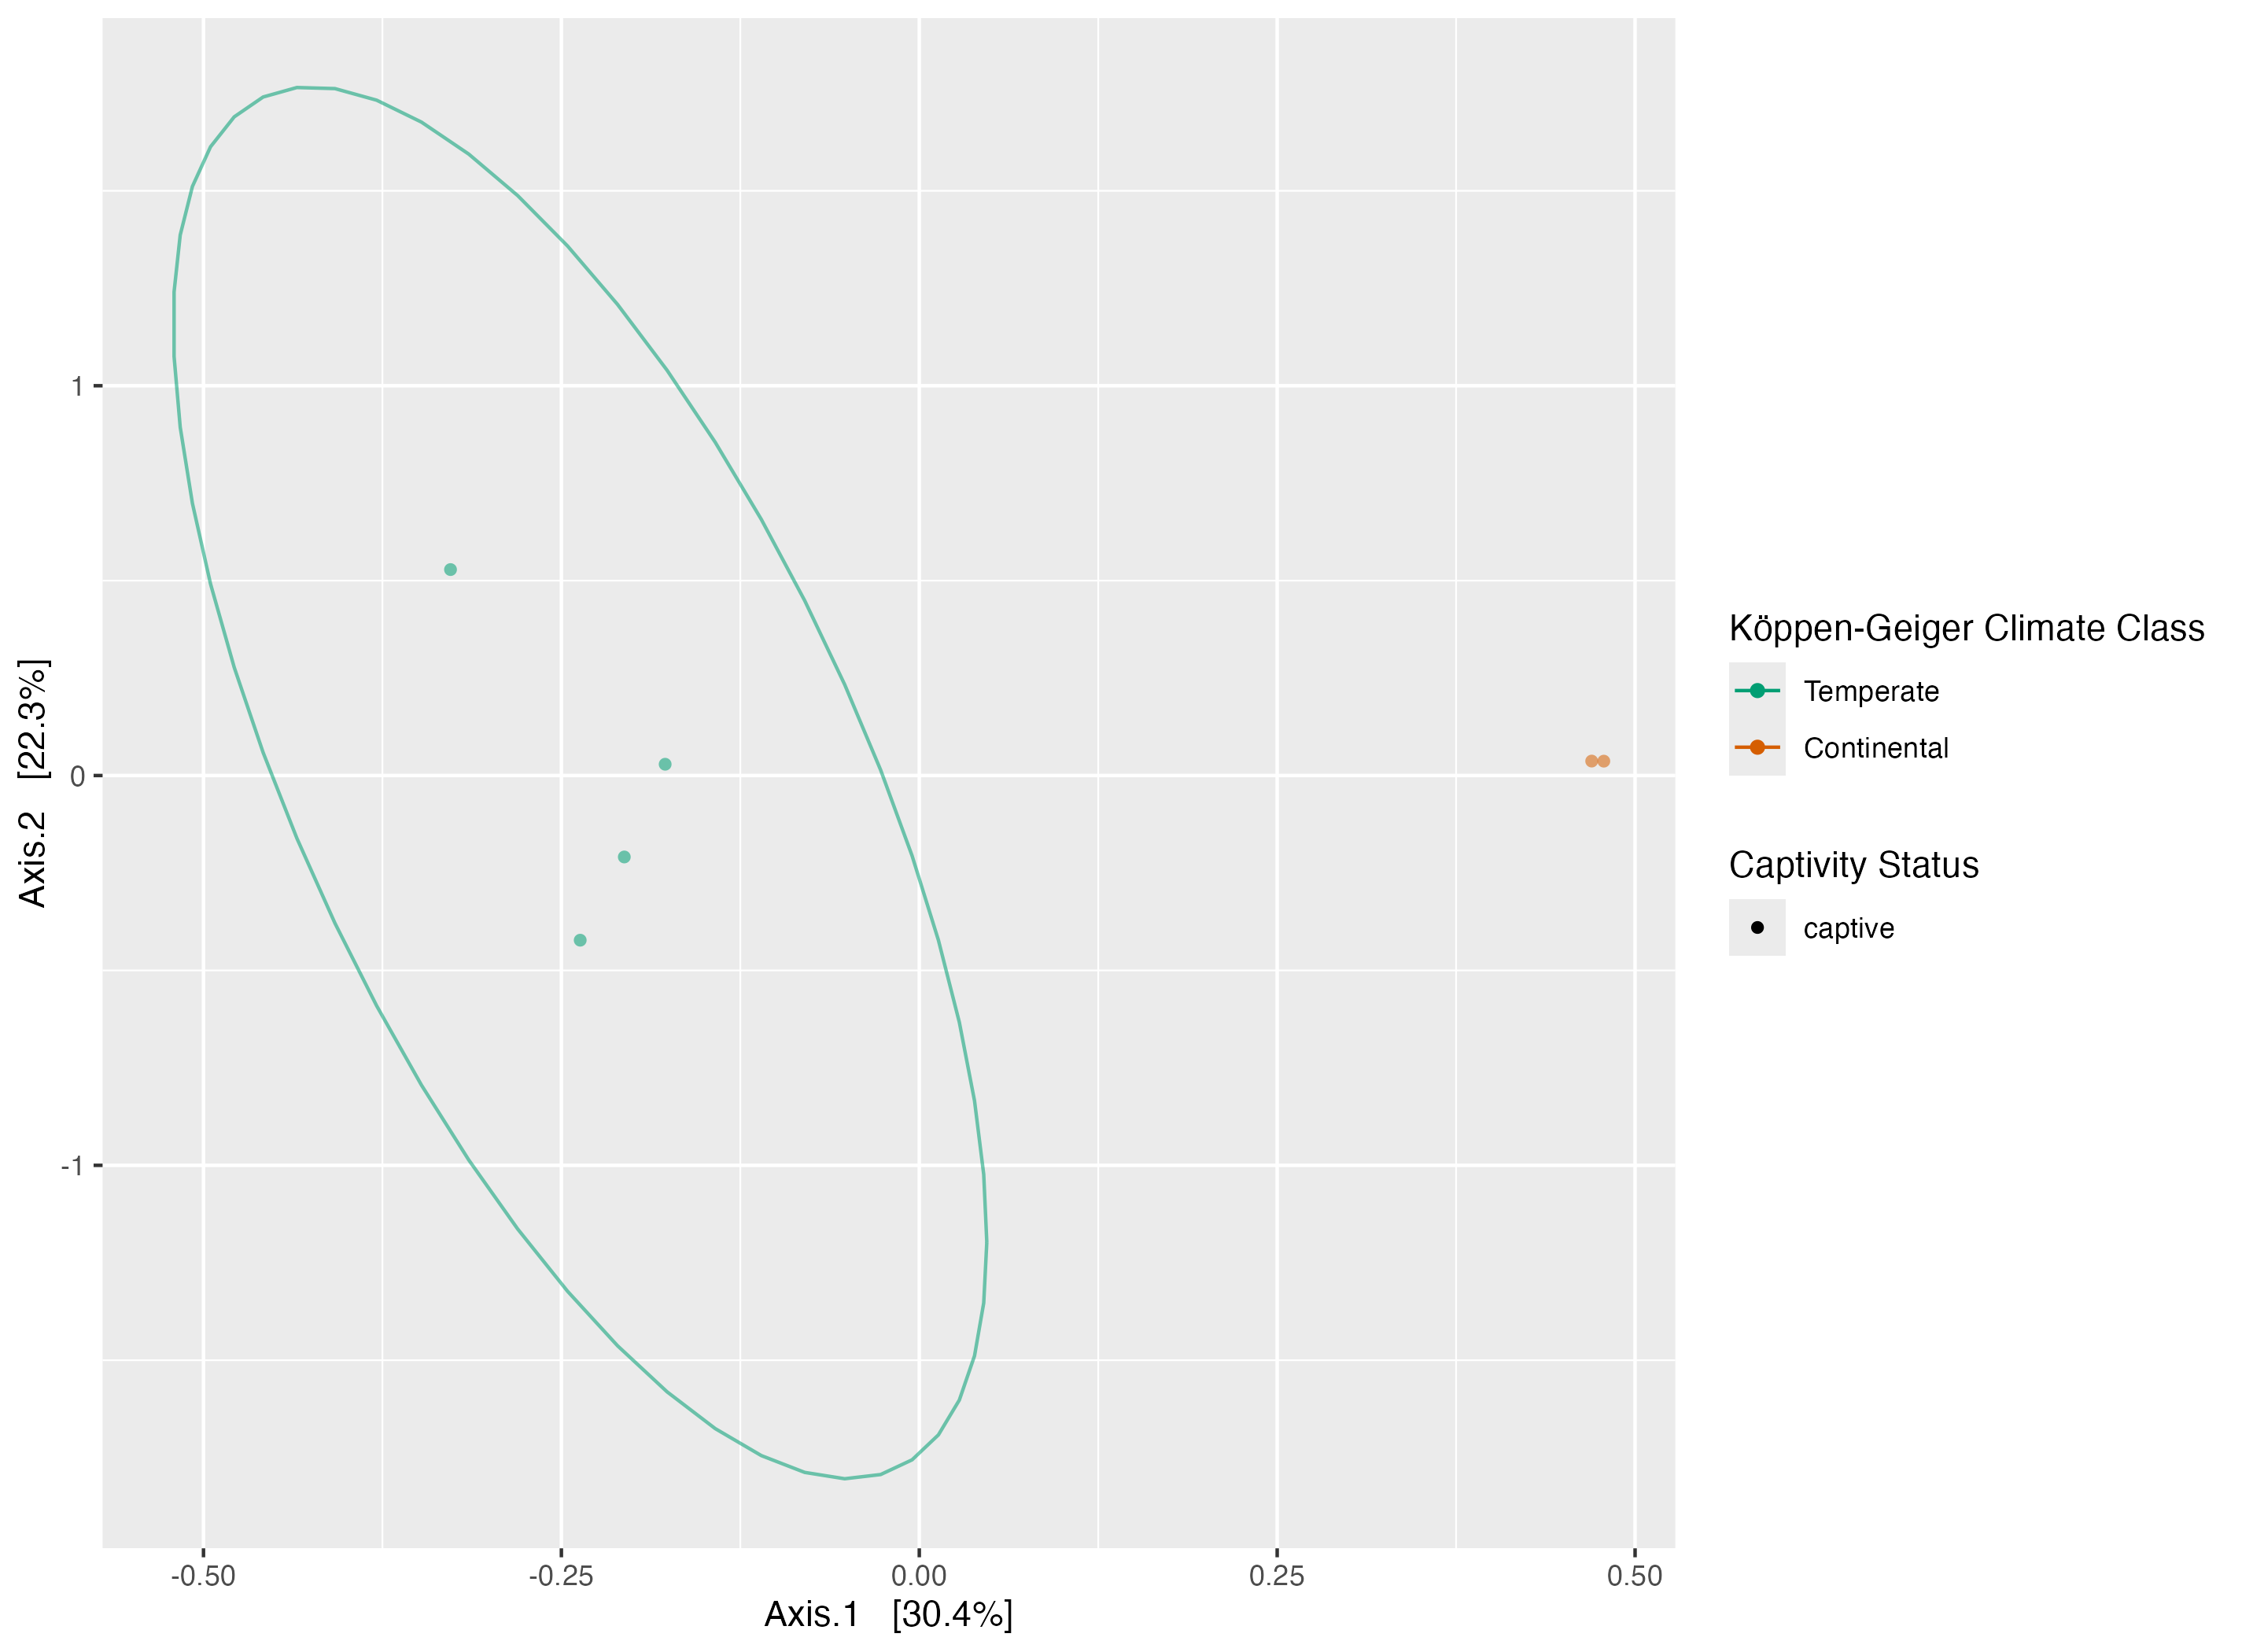 Axis.2 [22.3%]
1
0
-1
-0.50 -0.25 0.00 0.25 0.50
Axis.1 [30.4%]
Köppen-Geiger Climate Class
Temperate
Continental
Captivity Status
captive